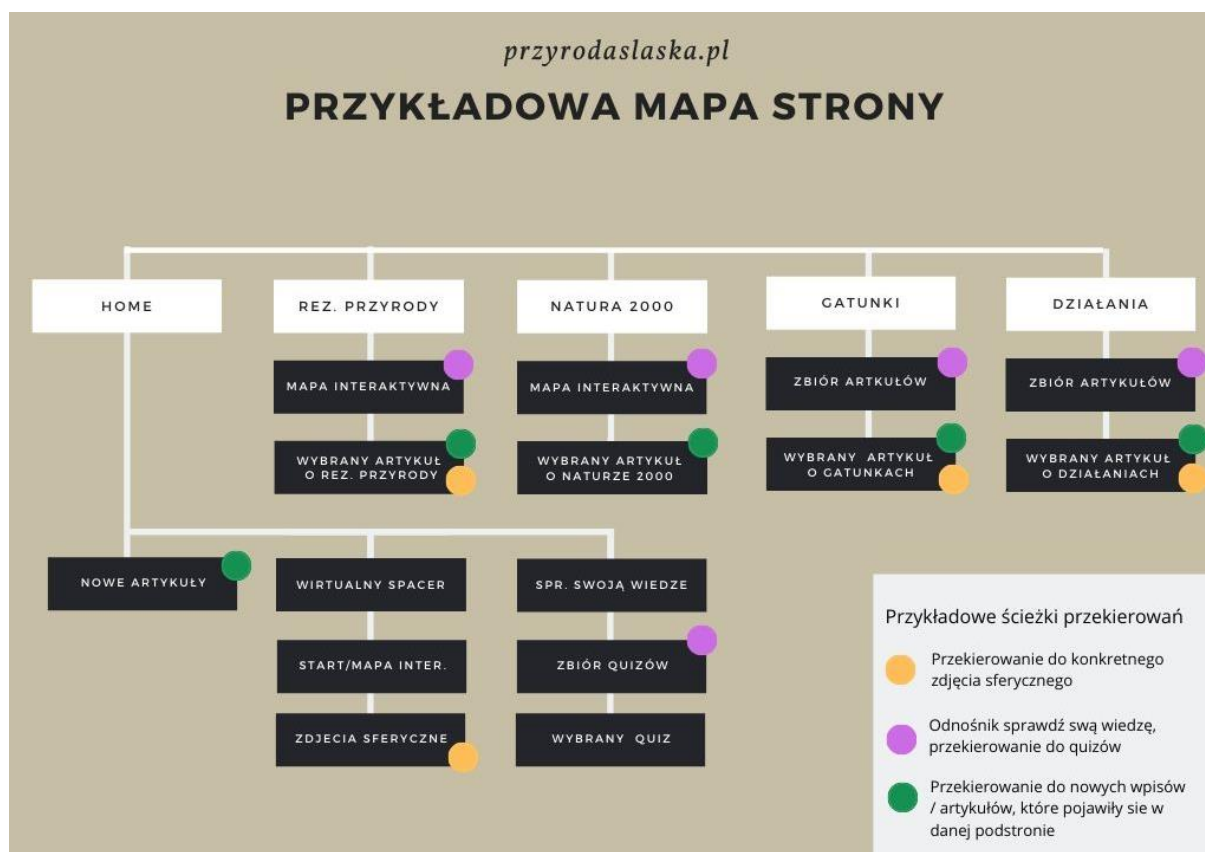 przyrodaslaska.pl
PRZYKŁADOWA MAPA STRONY
HOME
REZ. PRZYRODY
NATURA 2000
GATUNKI
DZIAŁANIA
MAPA INTERAKTYWNA
MAPA INTERAKTYWNA
ZBIÓR ARTKUŁÓW
ZBIÓR ARTYKUŁÓW
WYBRANY ARTYKUŁ
O REZ. PRZYRODY
WYBRANY ARTYKUŁ
O NATURZE 2000
WYBRANY ARTYKUŁ
O GATUNKACH
WYBRANY ARTYKUŁ
O DZIAŁANIACH
NOWE ARTYKUŁY
WIRTUALNY SPACER
SPR. SWOJĄ WIEDZE
START/MAPA INTER.
ZBIÓR QUIZÓW
ZDJECIA SFERYCZNE
WYBRANY QUIZ
Przykładowe ścieżki przekierowań
Przekierowanie do konkretnego
zdjęcia sferycznego
Odnośnik sprawdź swą wiedzę,
przekierowanie do quizów
Przekierowanie do nowych wpisów
/ artykułów, które pojawiły sie w
danej podstronie